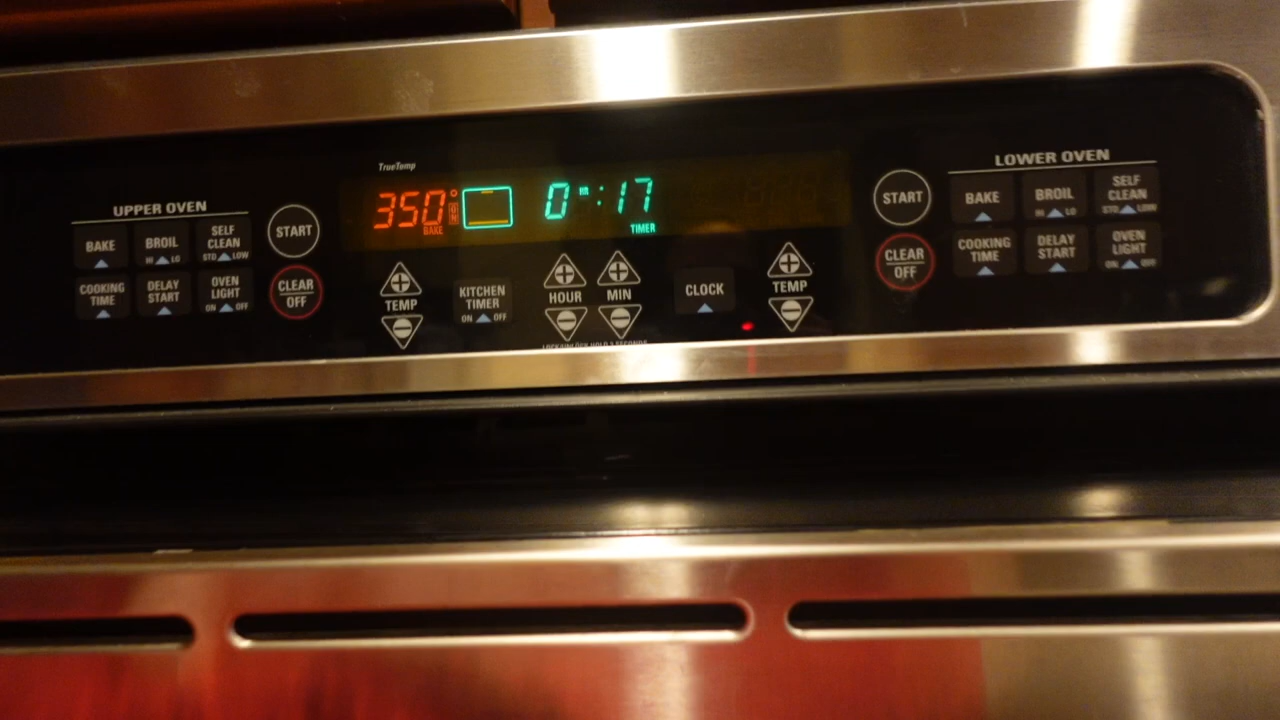 TrueTemp
UPPER OVEN
BAKE
BROIL
HI LO
SELF CLEAN
STD LOW
COOKING TIME
DELAY START
OVEN LIGHT
ON OFF
START
CLEAR
OFF
350°
ON
BAKE
0 :17
TIMER
TEMP
KITCHEN TIMER
ON OFF
HOUR
MIN
CLOCK
TEMP
START
CLEAR
OFF
LOWER OVEN
BAKE
BROIL
HI LO
SELF CLEAN
STD LOW
COOKING TIME
DELAY START
OVEN LIGHT
ON OFF